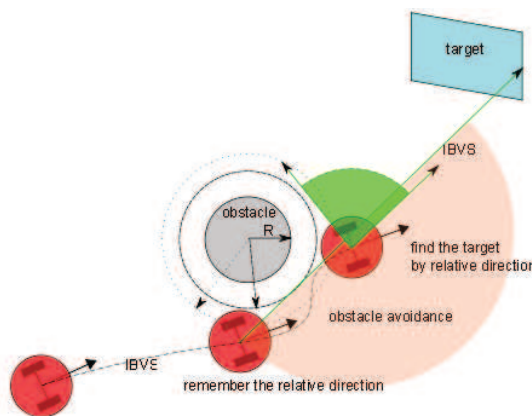 target
IBVS
obstacle
R
find the target
by relative direction
obstacle avoidance
IBVS
remember the relative direction